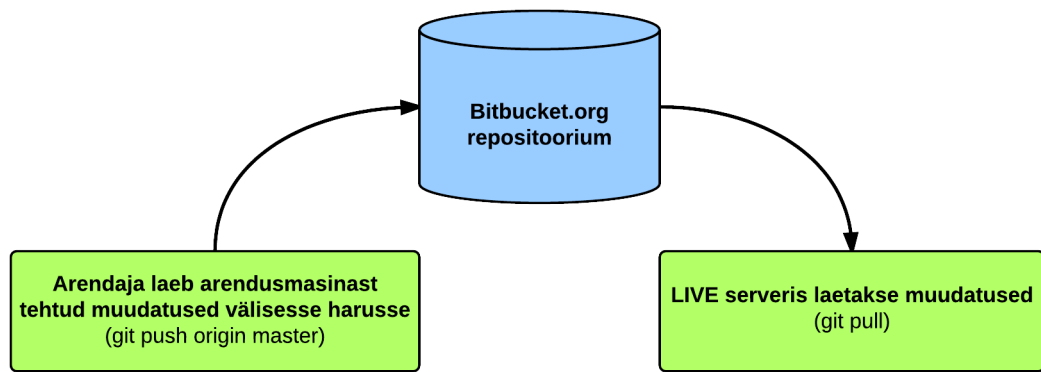 Bitbucket.org
repositoorium
Arendaja laeb arendusmasinast
tehtud muudatused välisesse harusse
(git push origin master)
LIVE serveris laetakse muudatused
(git pull)